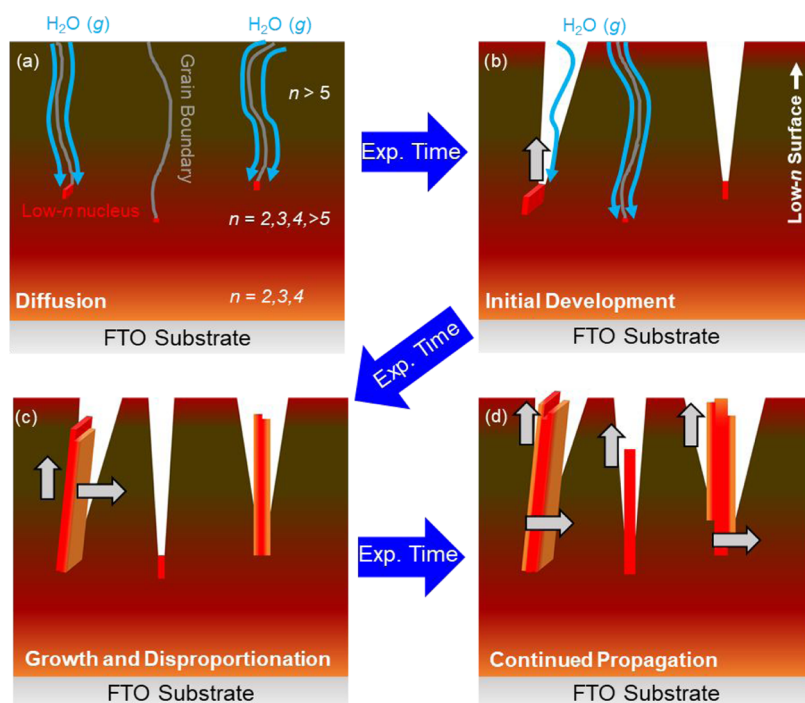 H₂O (g)
H₂O (g)
(a)
Grain Boundary
n > 5
Low-n nucleus
n = 2,3,4,>5
n = 2,3,4
Diffusion
FTO Substrate
Exp. Time
H₂O (g)
(b)
Low-n Surface →
Initial Development
FTO Substrate
Exp. Time
(c)
Growth and Disproportionation
FTO Substrate
Exp. Time
(d)
Continued Propagation
FTO Substrate